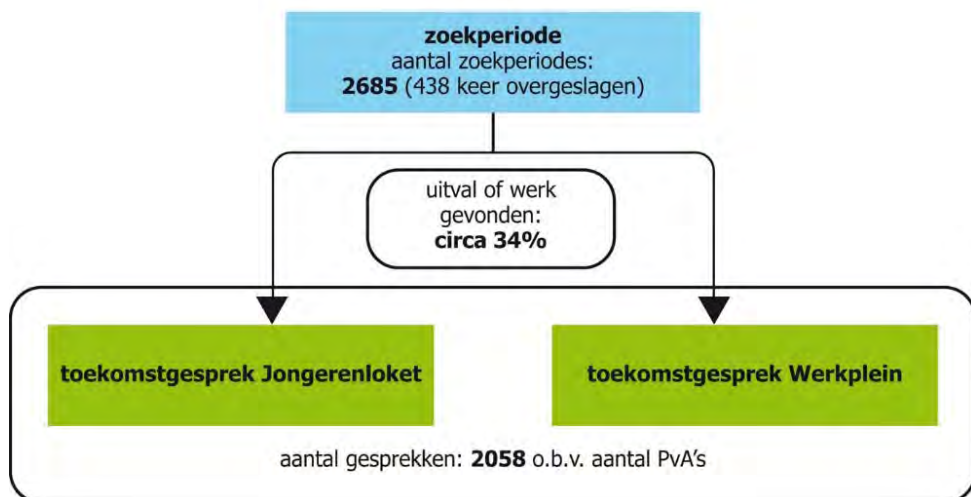 zoekperiode
aantal zoekperiodes:
2685 (438 keer overgeslagen)
uitval of werk
gevonden:
circa 34%
toekomstgesprek Jongerenloket
toekomstgesprek Werkplein
aantal gesprekken: 2058 o.b.v. aantal PvA's